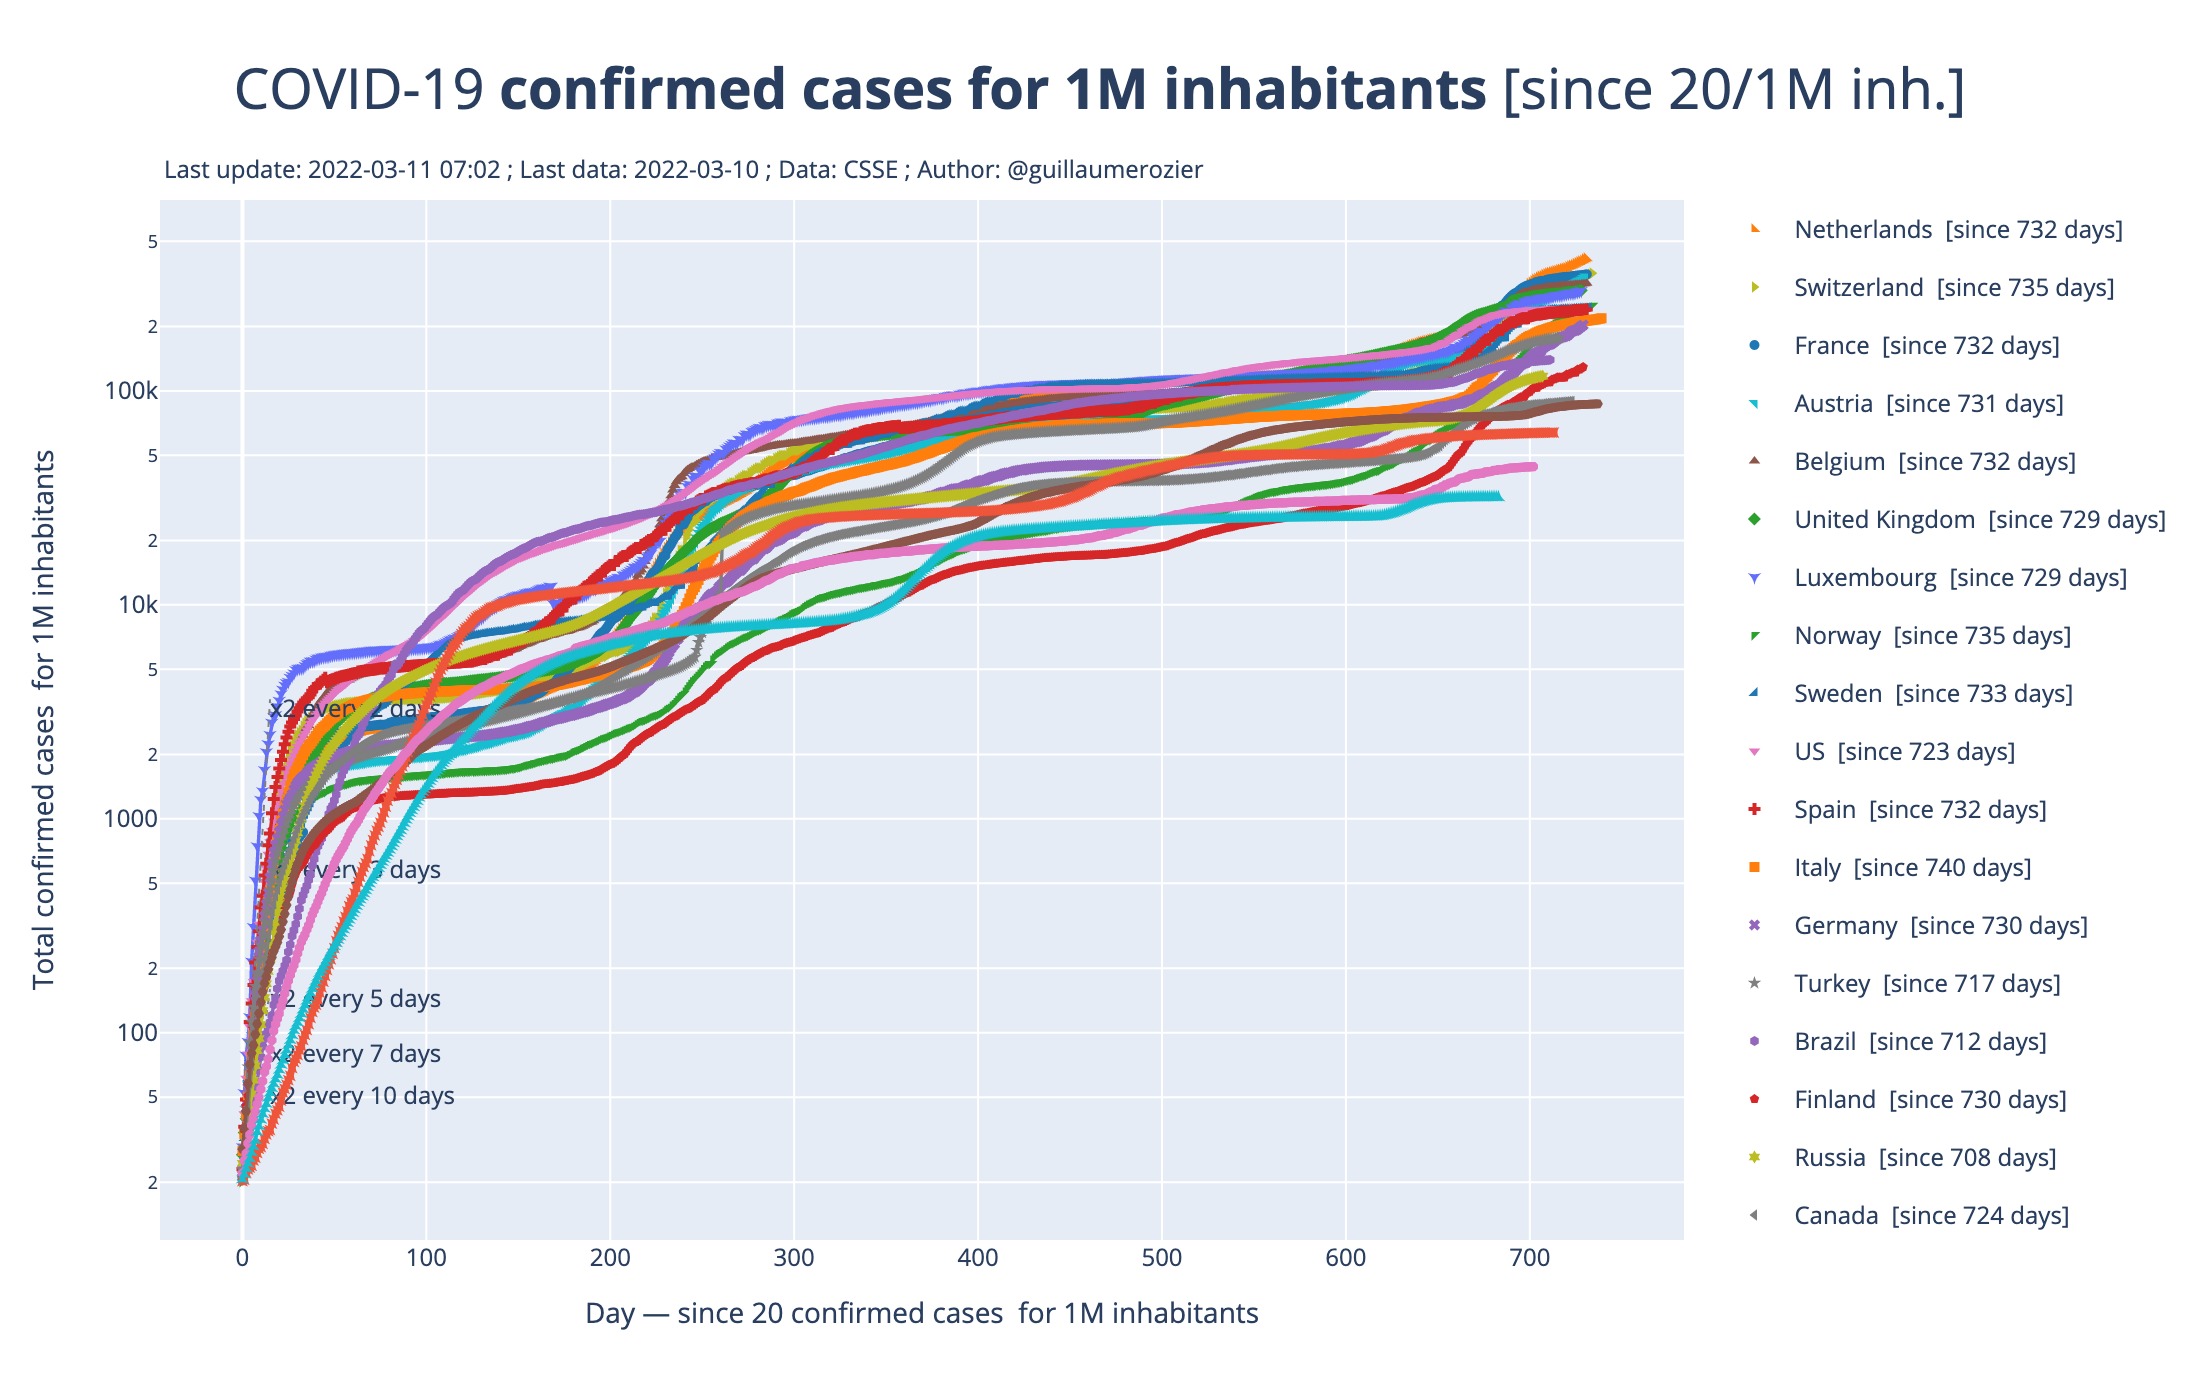 COVID-19 confirmed cases for 1M inhabitants [since 20/1M inh.]
Last update: 2022-03-11 07:02 ; Last data: 2022-03-10 ; Data: CSSE ; Author: @guillaumerozier
Total confirmed cases for 1M inhabitants
5
2
100k
5
2
10k
5
2
1000
5
2
100
5
2
x2 every 2 days
every days
x2 every 5 days
x2 every 7 days
x2 every 10 days
0 100 200 300 400 500 600 700
Day — since 20 confirmed cases for 1M inhabitants
Netherlands [since 732 days]
Switzerland [since 735 days]
France [since 732 days]
Austria [since 731 days]
Belgium [since 732 days]
United Kingdom [since 729 days]
Luxembourg [since 729 days]
Norway [since 735 days]
Sweden [since 733 days]
US [since 723 days]
Spain [since 732 days]
Italy [since 740 days]
Germany [since 730 days]
Turkey [since 717 days]
Brazil [since 712 days]
Finland [since 730 days]
Russia [since 708 days]
Canada [since 724 days]